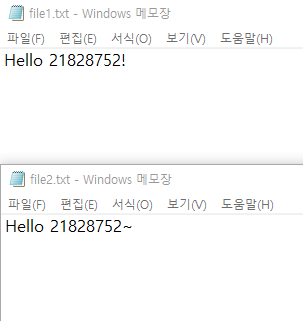 file1.txt - Windows 메모장
파일(F) 편집(E) 서식(O) 보기(V) 도움말(H)
Hello 21828752!
file2.txt - Windows 메모장
파일(F) 편집(E) 서식(O) 보기(V) 도움말(H)
Hello 21828752~